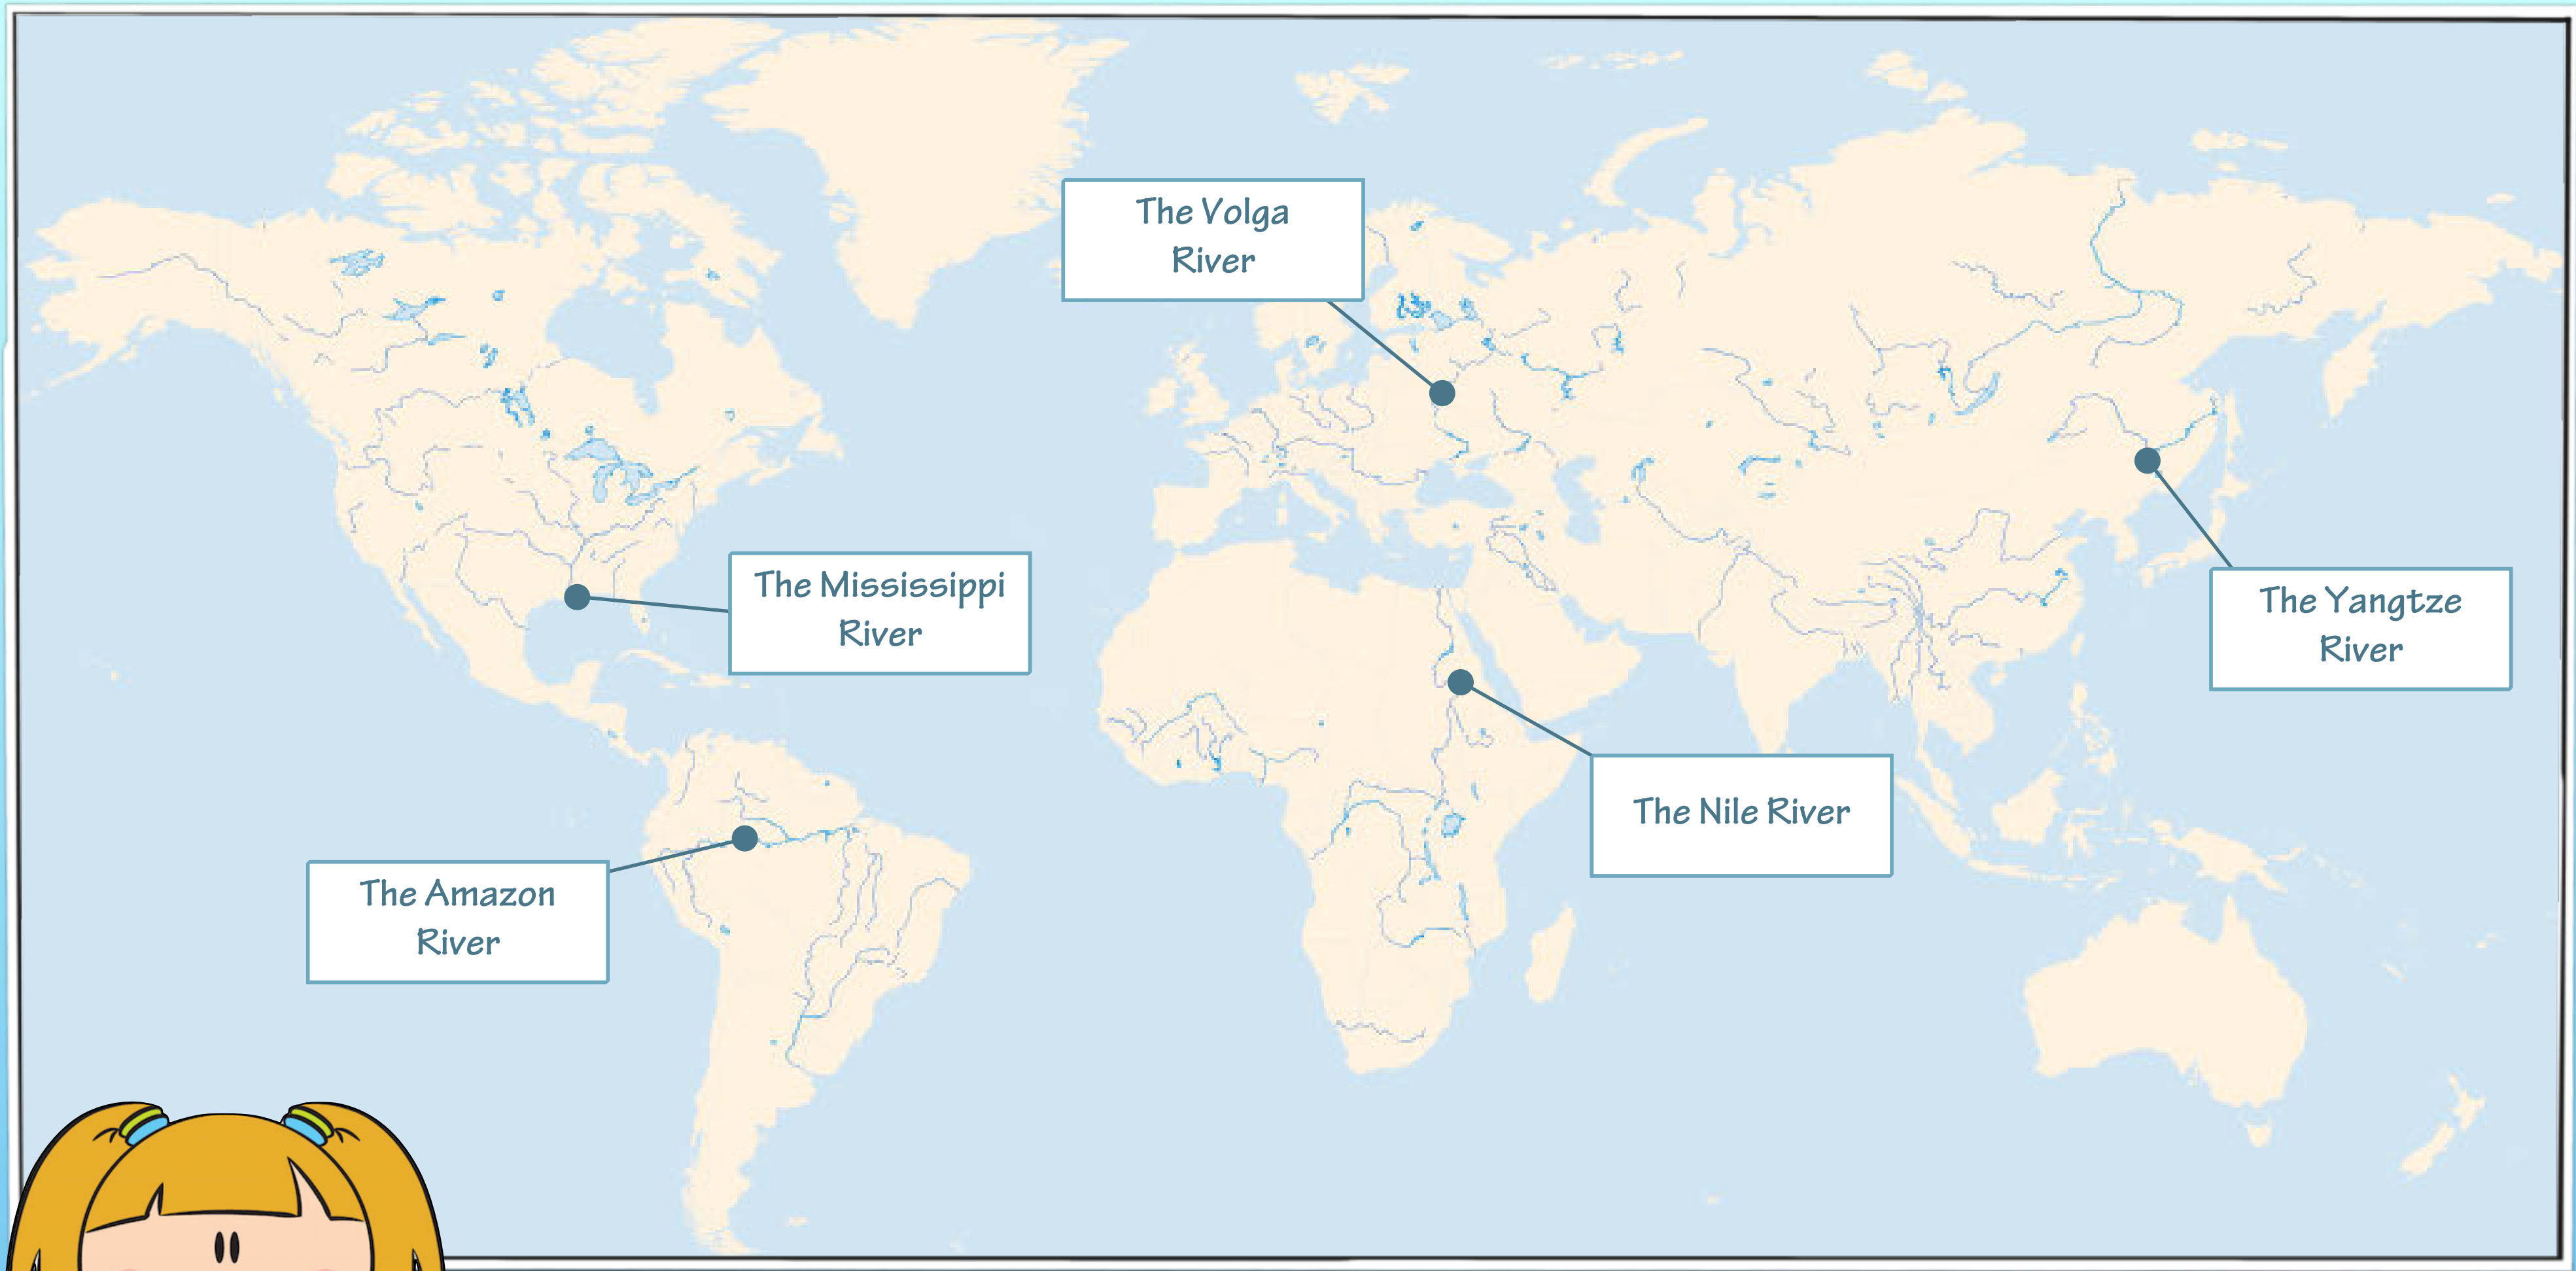 The Volga
River
The Mississippi
River
The Yangtze
River
The Nile River
The Amazon
River